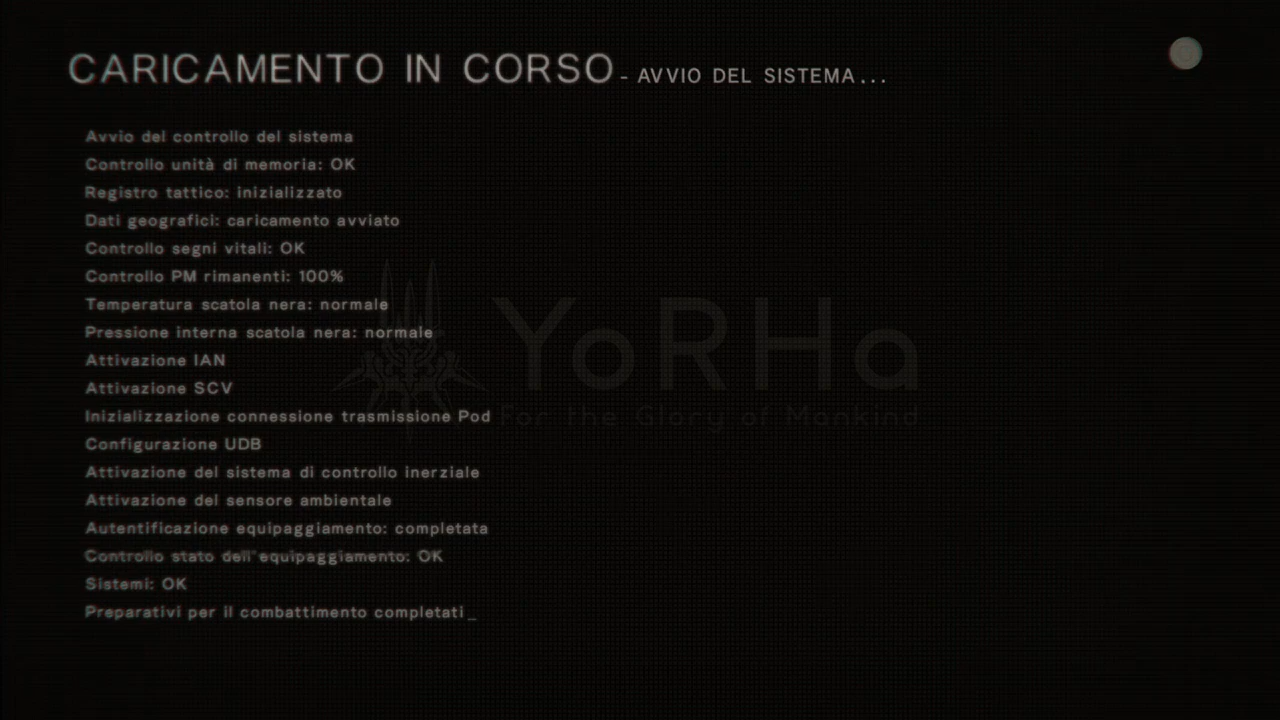 CARICAMENTO IN CORSO - AVVIO DEL SISTEMA...
Avvio del controllo del sistema
Controllo unità di memoria: OK
Registro tattico: inizializzato
Dati geografici: caricamento avviato
Controllo segni vitali: OK
Controllo PM rimanenti: 100%
Temperatura scatola nera: normale
Pressione interna scatola nera: normale
Attivazione IAN
Attivazione SCV
Inizializzazione connessione trasmissione Pod
Configurazione UDB
Attivazione del sistema di controllo inerziale
Attivazione del sensore ambientale
Autentificazione equipaggiamento: completata
Controllo stato dell'equipaggiamento: OK
Sistemi: OK
Preparativi per il combattimento completati_
YoRHa
For the Glory of Mankind